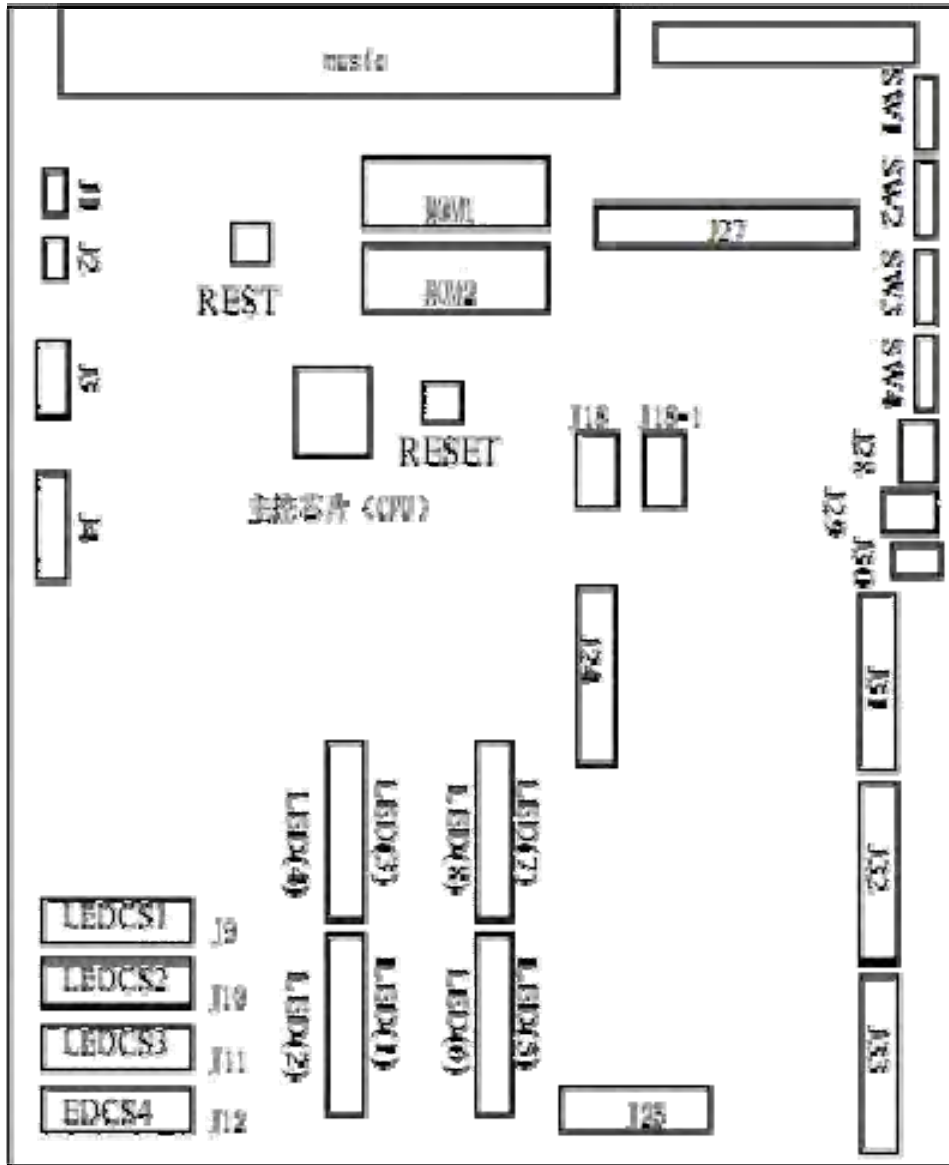 music
SW1
J1
ROM1
SW2
J27
J2
ROM2
REST
SW3
J3
SW4
J18
J18-1
RESET
J28
主控芯片 (CPU)
J29
J4
J30
J24
J31
LED(4)
LED(3)
LED(8)
LED(7)
J32
LEDCS1
J9
LEDCS2
J10
LED(2)
LED(1)
LED(6)
LED(5)
LEDCS3
J11
J33
EDCS4
J12
J25